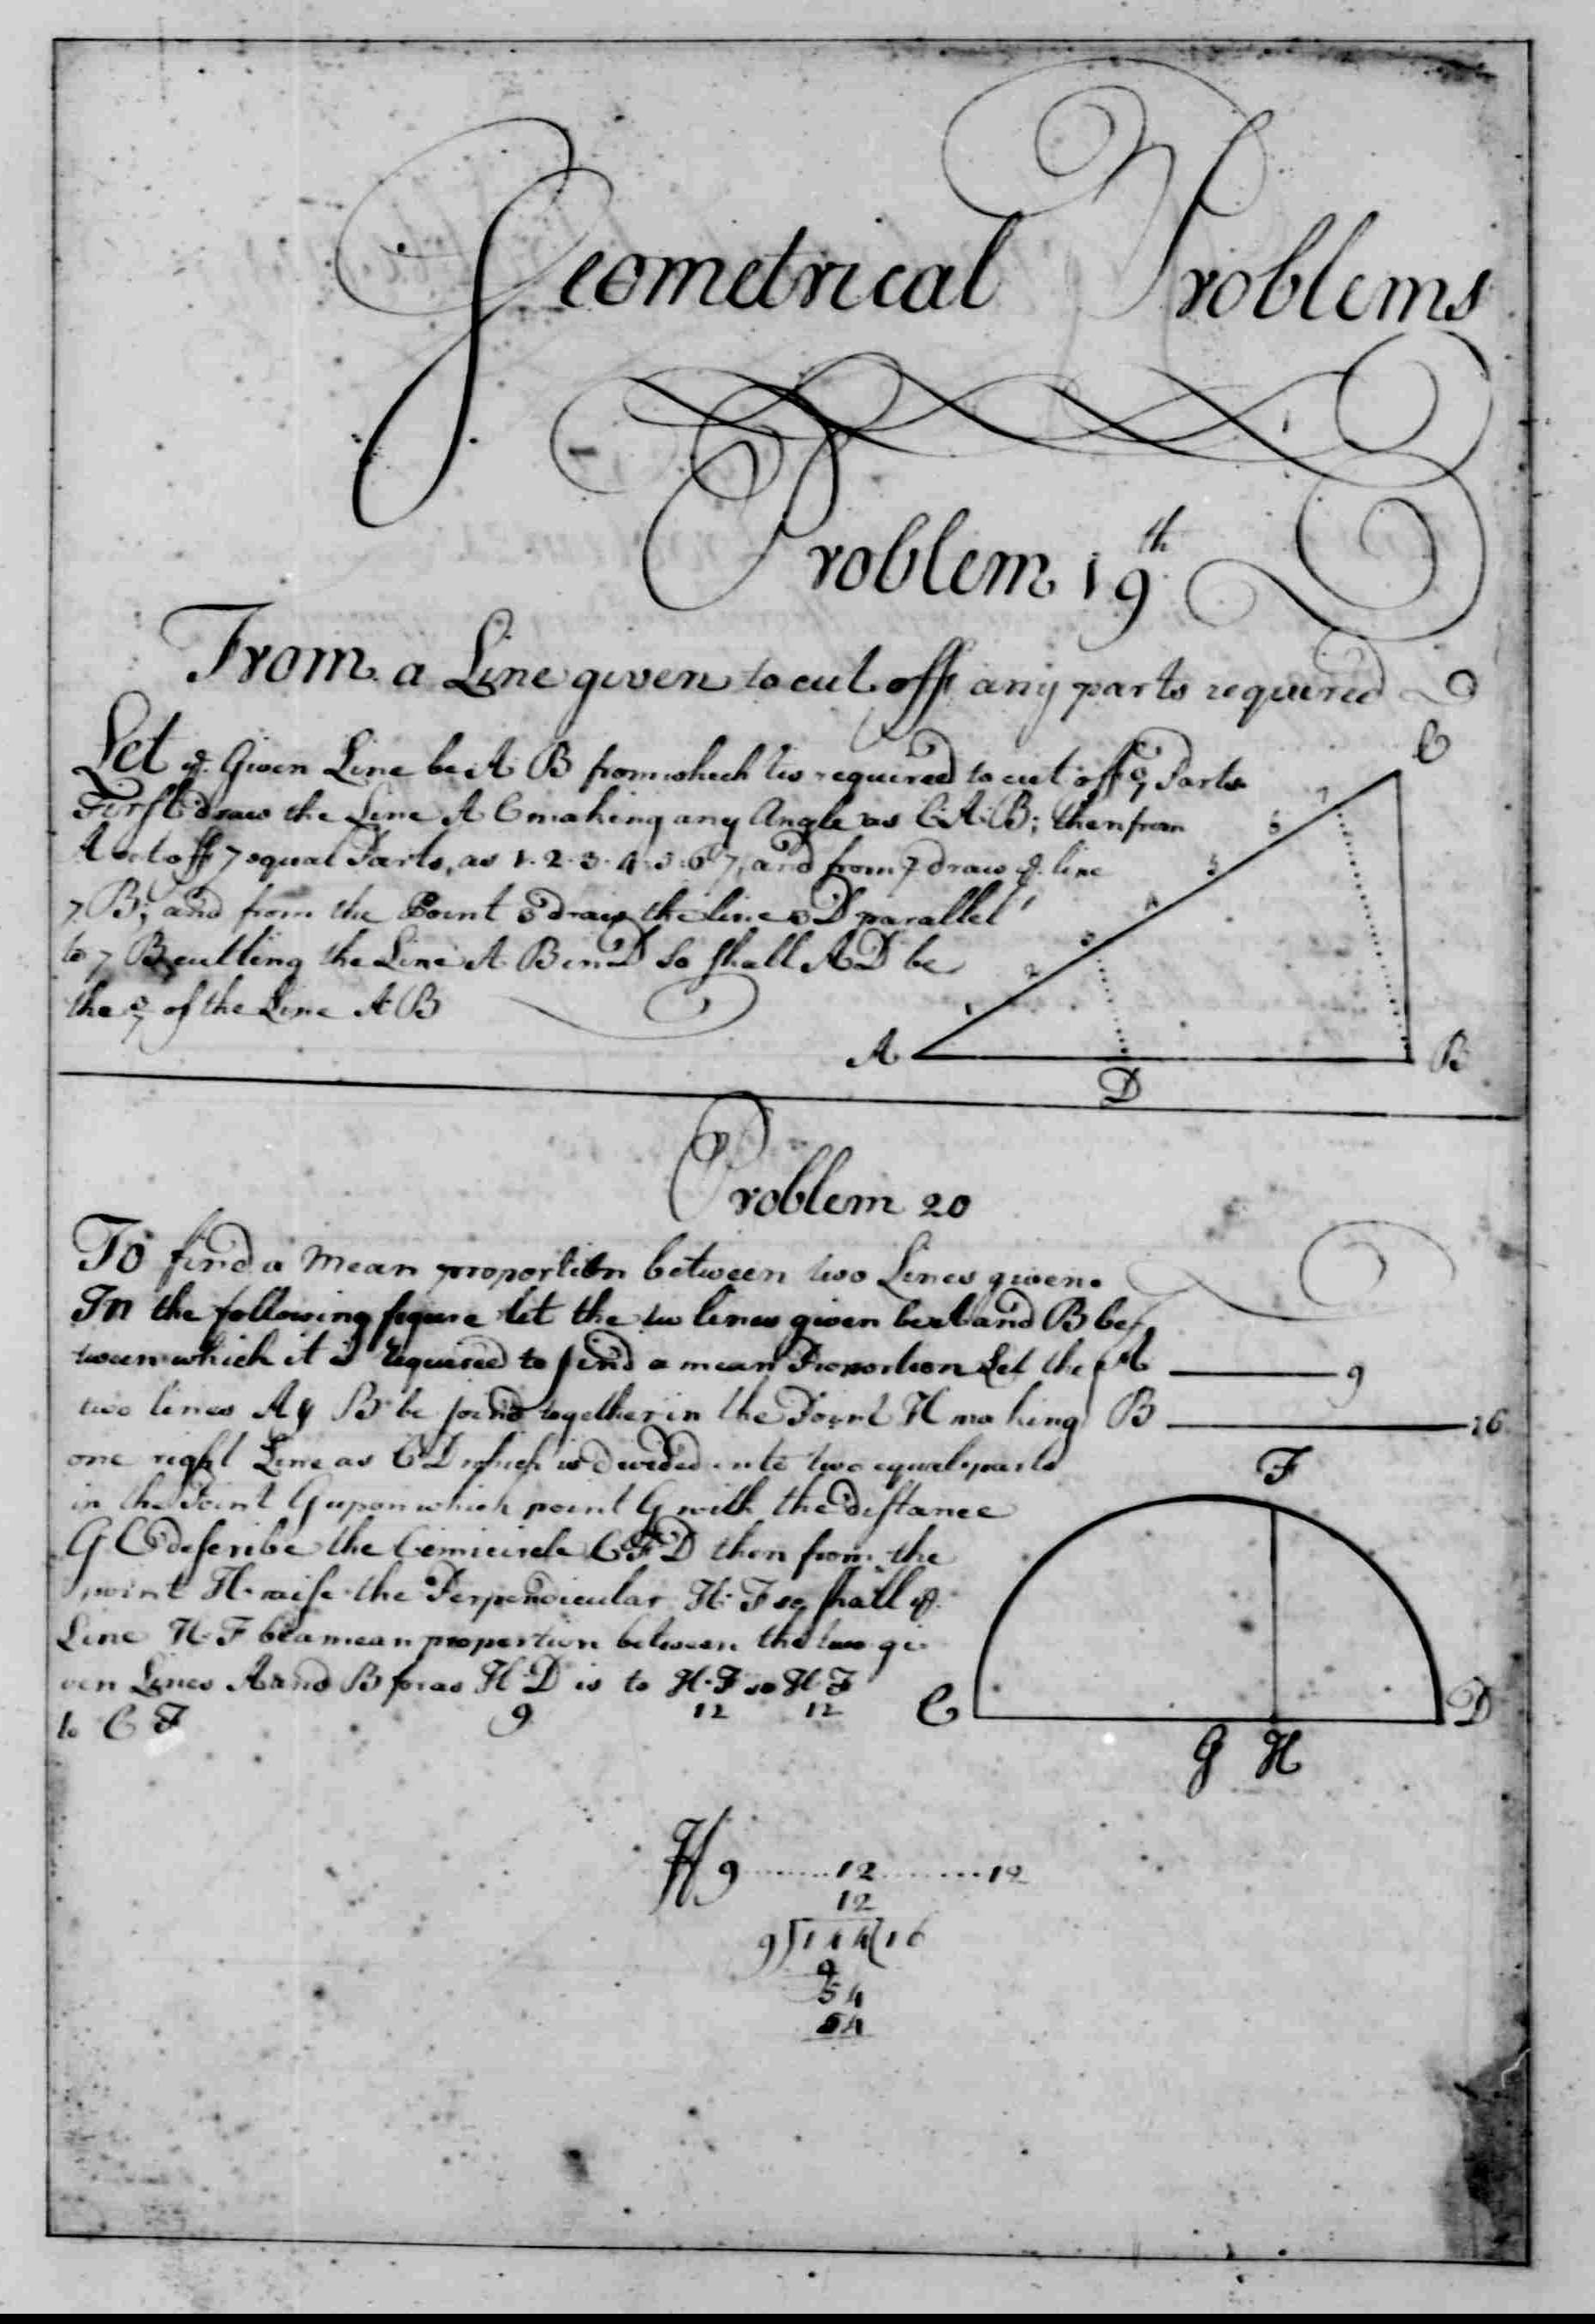 Geometrical Problems
Problem 19th
From a Line given to cut off any parts required
Let ye Given Line be A B from which tis required to cut off 3/7 Parts
First draw the Line A C making any Angle as C A B; then from
A set off 7 equal Parts, as 1. 2. 3. 4. 5. 6. 7, and from 7 draw ye line
7 B; and from the Point 3 draw the line 3 D parallel
to 7 B cutting the Line A B in D so shall A D be
the 3/7 of the Line A B
C
7
6
5
4
3
2
1
A
B
D
Problem 20
To find a mean proportion between two Lines given.
In the following figure let the two lines given be A and B be
tween which it is required to find a mean Proportion Let the
two lines A & B be joind together in the Point H making
one right Line as C D which is divided into two equal parts
in the Point G upon which point G with the distance
G C describe the Cemicircle C F D then from the
point H raise the Perpendicular H F so shall ye
Line H F be a mean proportion between the two gi
ven Lines A and B for as H D is to H F so H F
to C F 9 12 12
A 9
B 16
F
C
D
G H
If 9 ........ 12 ........ 12
12
9) 144 (16
9
54
54